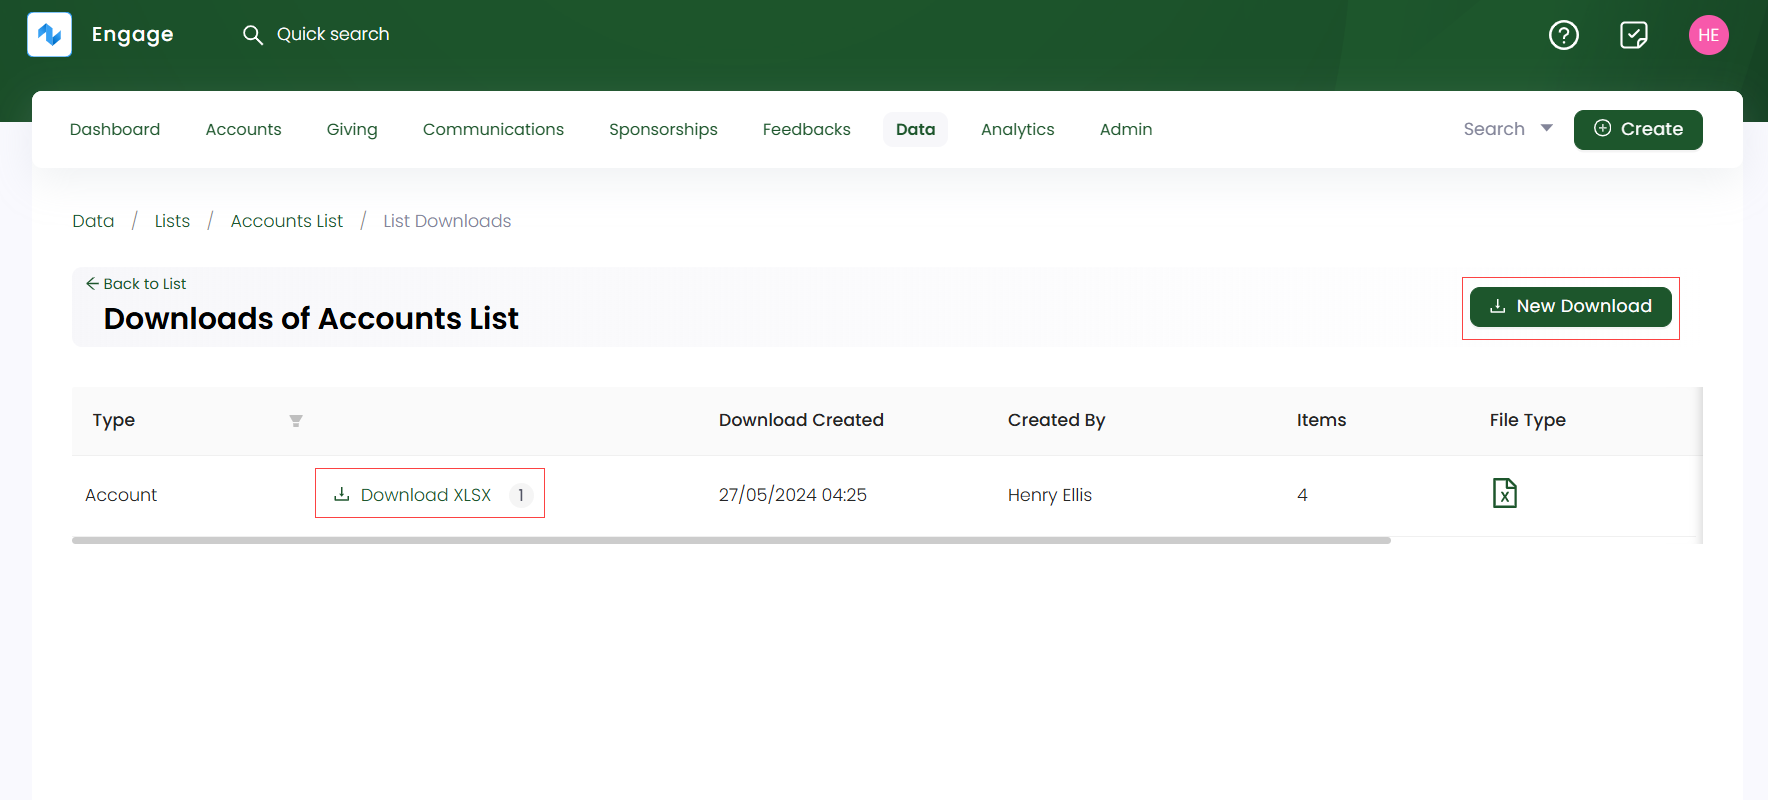 Engage
Quick search
HE
Dashboard Accounts Giving Communications Sponsorships Feedbacks Data Analytics Admin Search Create
Data / Lists / Accounts List / List Downloads
Back to List
Downloads of Accounts List
New Download
Type Download Created Created By Items File Type
Account Download XLSX 1 27/05/2024 04:25 Henry Ellis 4 X